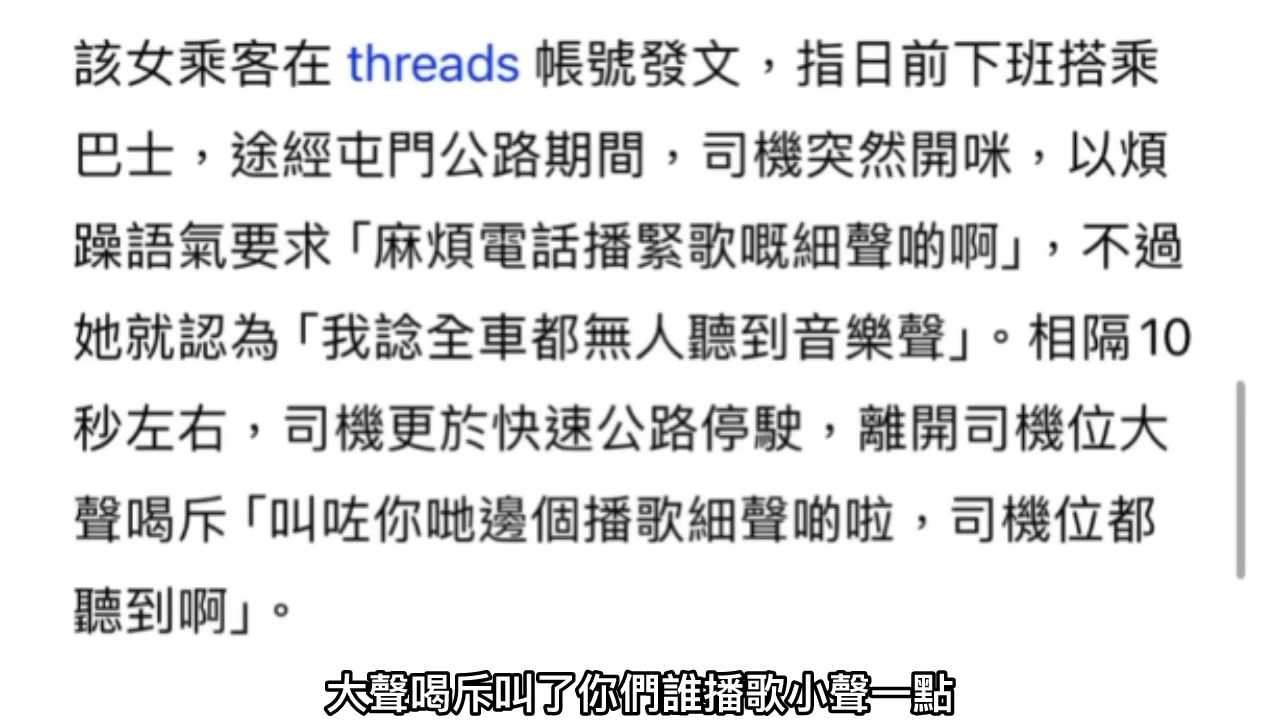 該女乘客在 threads 帳號發文，指日前下班搭乘
巴士，途經屯門公路期間，司機突然開咪，以煩
躁語氣要求「麻煩電話播緊歌嘅細聲啲啊」，不過
她就認為「我諗全車都無人聽到音樂聲」。相隔10
秒左右，司機更於快速公路停駛，離開司機位大
聲喝斥「叫咗你哋邊個播歌細聲啲啦，司機位都
聽到啊」。
大聲喝斥叫了你們誰播歌小聲一點